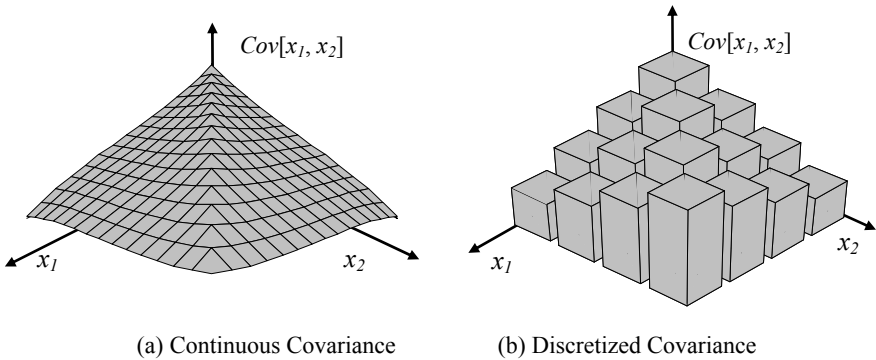 Cov[x1, x2]
x1
x2
(a) Continuous Covariance
Cov[x1, x2]
x1
x2
(b) Discretized Covariance